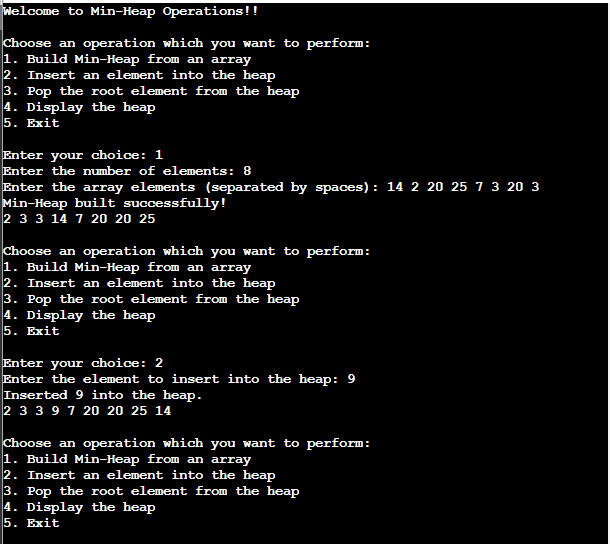 Welcome to Min-Heap Operations!!
Choose an operation which you want to perform:
1. Build Min-Heap from an array
2. Insert an element into the heap
3. Pop the root element from the heap
4. Display the heap
5. Exit
Enter your choice: 1
Enter the number of elements: 8
Enter the array elements (separated by spaces): 14 2 20 25 7 3 20 3
Min-Heap built successfully!
2 3 3 14 7 20 20 25
Choose an operation which you want to perform:
1. Build Min-Heap from an array
2. Insert an element into the heap
3. Pop the root element from the heap
4. Display the heap
5. Exit
Enter your choice: 2
Enter the element to insert into the heap: 9
Inserted 9 into the heap.
2 3 3 9 7 20 20 25 14
Choose an operation which you want to perform:
1. Build Min-Heap from an array
2. Insert an element into the heap
3. Pop the root element from the heap
4. Display the heap
5. Exit